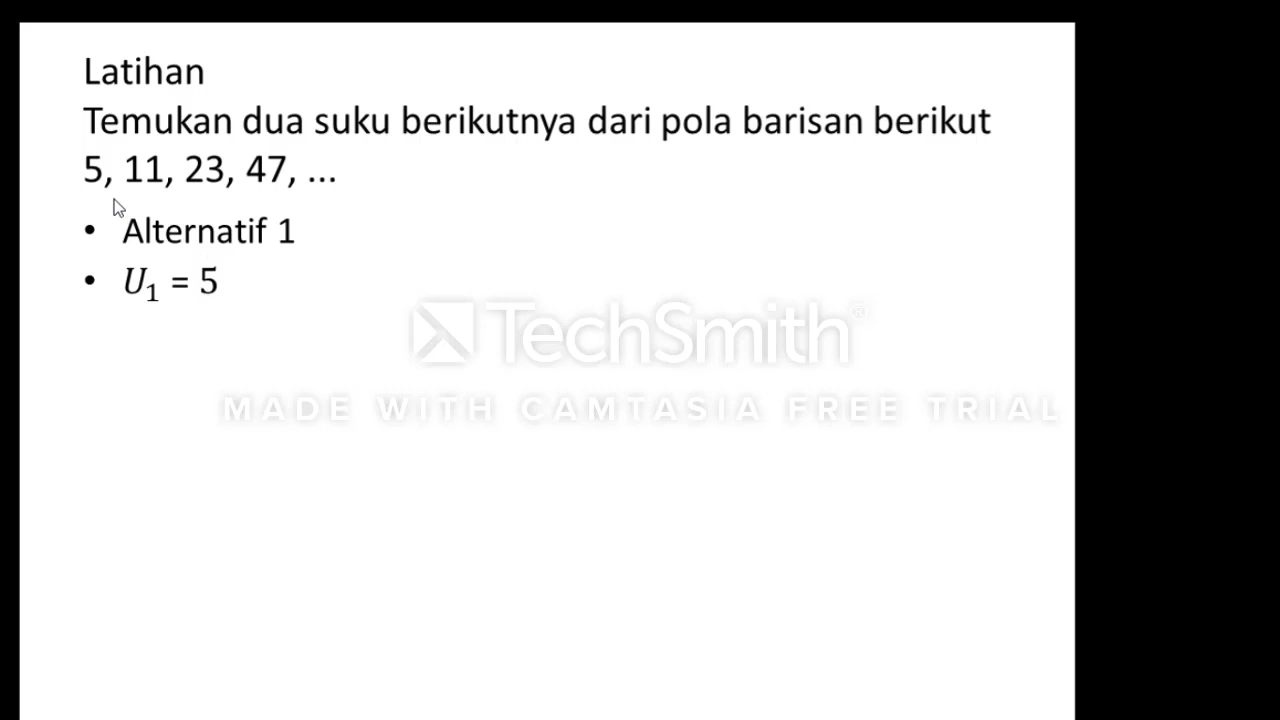 Latihan
Temukan dua suku berikutnya dari pola barisan berikut
5, 11, 23, 47, ...
• Alternatif 1
• U₁ = 5
TechSmith®
MADE WITH CAMTASIA FREE TRIAL